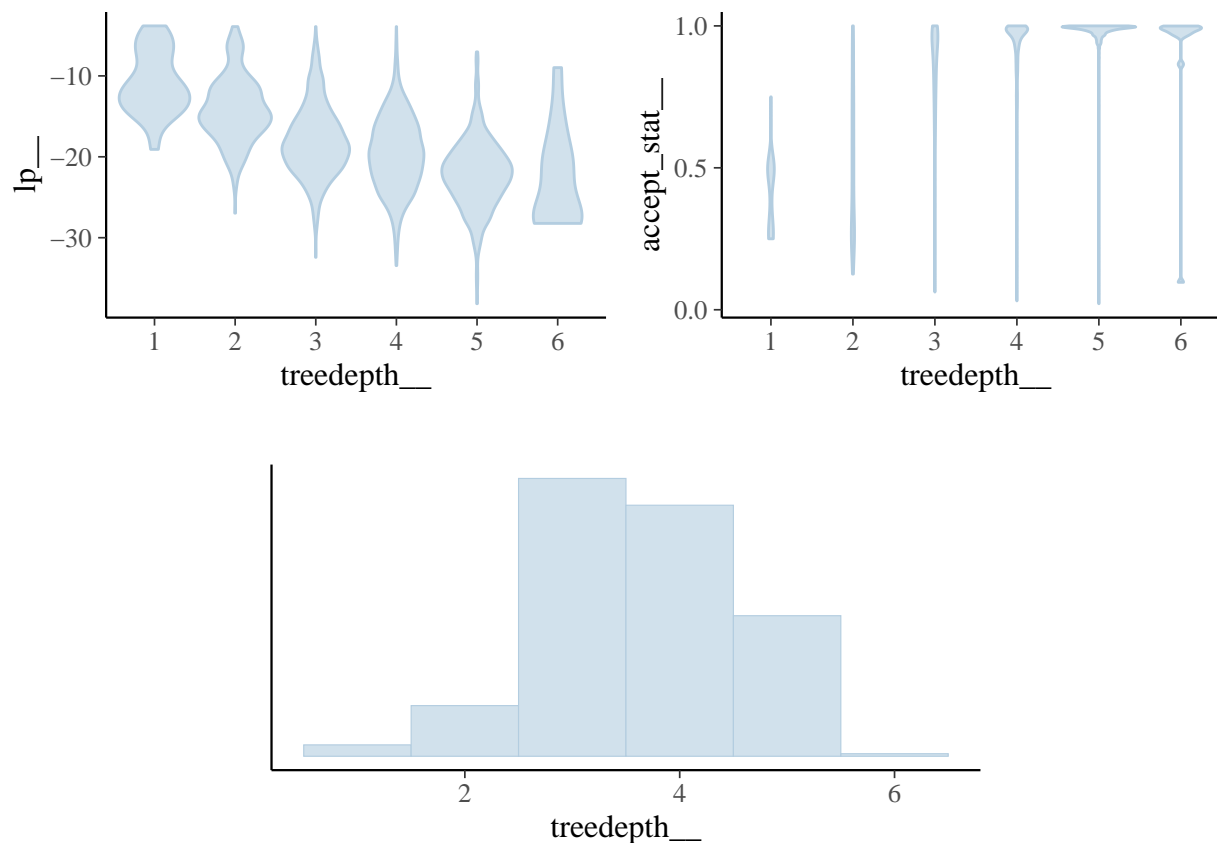 lp__
−10
−20
−30
1 2 3 4 5 6
treedepth__
accept_stat__
1.0
0.5
0.0
1 2 3 4 5 6
treedepth__
2 4 6
treedepth__